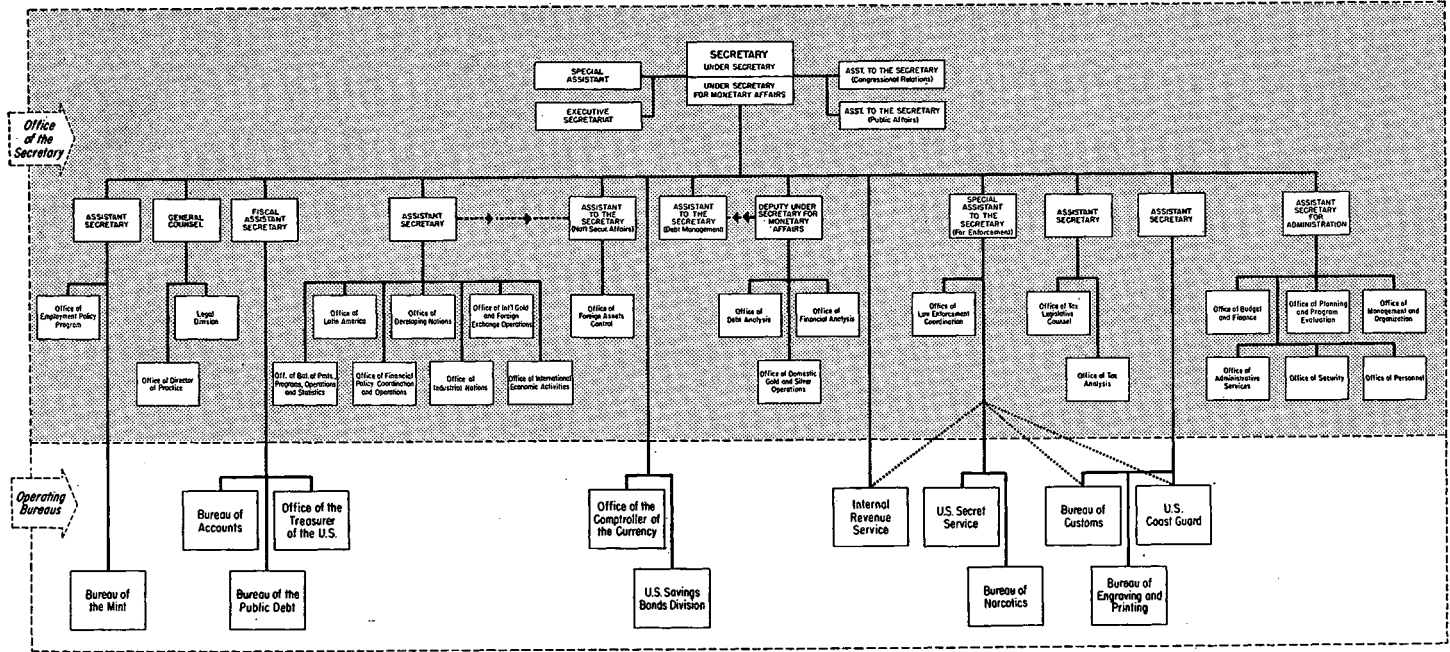 SECRETARY
UNDER SECRETARY
UNDER SECRETARY
FOR MONETARY AFFAIRS
SPECIAL
ASSISTANT
EXECUTIVE
SECRETARIAT
ASST. TO THE SECRETARY
(Congressional Relations)
ASST. TO THE SECRETARY
(Public Affairs)
Office
of the
Secretary
ASSISTANT
SECRETARY
GENERAL
COUNSEL
FISCAL
ASSISTANT
SECRETARY
ASSISTANT
SECRETARY
ASSISTANT
TO THE
SECRETARY
(Nat'l Secur. Affairs)
ASSISTANT
TO THE
SECRETARY
(Debt Management)
DEPUTY UNDER
SECRETARY FOR
MONETARY
AFFAIRS
SPECIAL
ASSISTANT
TO THE
SECRETARY
(For Enforcement)
ASSISTANT
SECRETARY
ASSISTANT
SECRETARY
ASSISTANT
SECRETARY
FOR
ADMINISTRATION
Office of
Employment Policy
Program
Legal
Division
Office of Director
of Practice
Office of
Latin America
Office of
Developing Nations
Office of Int'l Gold
and Foreign
Exchange Operations
Off. of Bal. of Pmts.
Programs, Operations
and Statistics
Office of Financial
Policy Coordination
and Operations
Office of
Industrial Nations
Office of International
Economic Activities
Office of
Foreign Assets
Control
Office of
Debt Analysis
Office of
Financial Analysis
Office of Domestic
Gold and Silver
Operations
Office of
Law Enforcement
Coordination
Office of Tax
Legislative
Counsel
Office of Tax
Analysis
Office of Budget
and Finance
Office of Planning
and Program
Evaluation
Office of
Management and
Organization
Office of
Administrative
Services
Office of Security
Office of Personnel
Operating
Bureaus
Bureau of
the Mint
Bureau of
Accounts
Office of the
Treasurer
of the U.S.
Bureau of the
Public Debt
Office of the
Comptroller of
the Currency
U.S. Savings
Bonds Division
Internal
Revenue
Service
U.S. Secret
Service
Bureau of
Narcotics
Bureau of
Customs
Bureau of
Engraving and
Printing
U.S.
Coast Guard